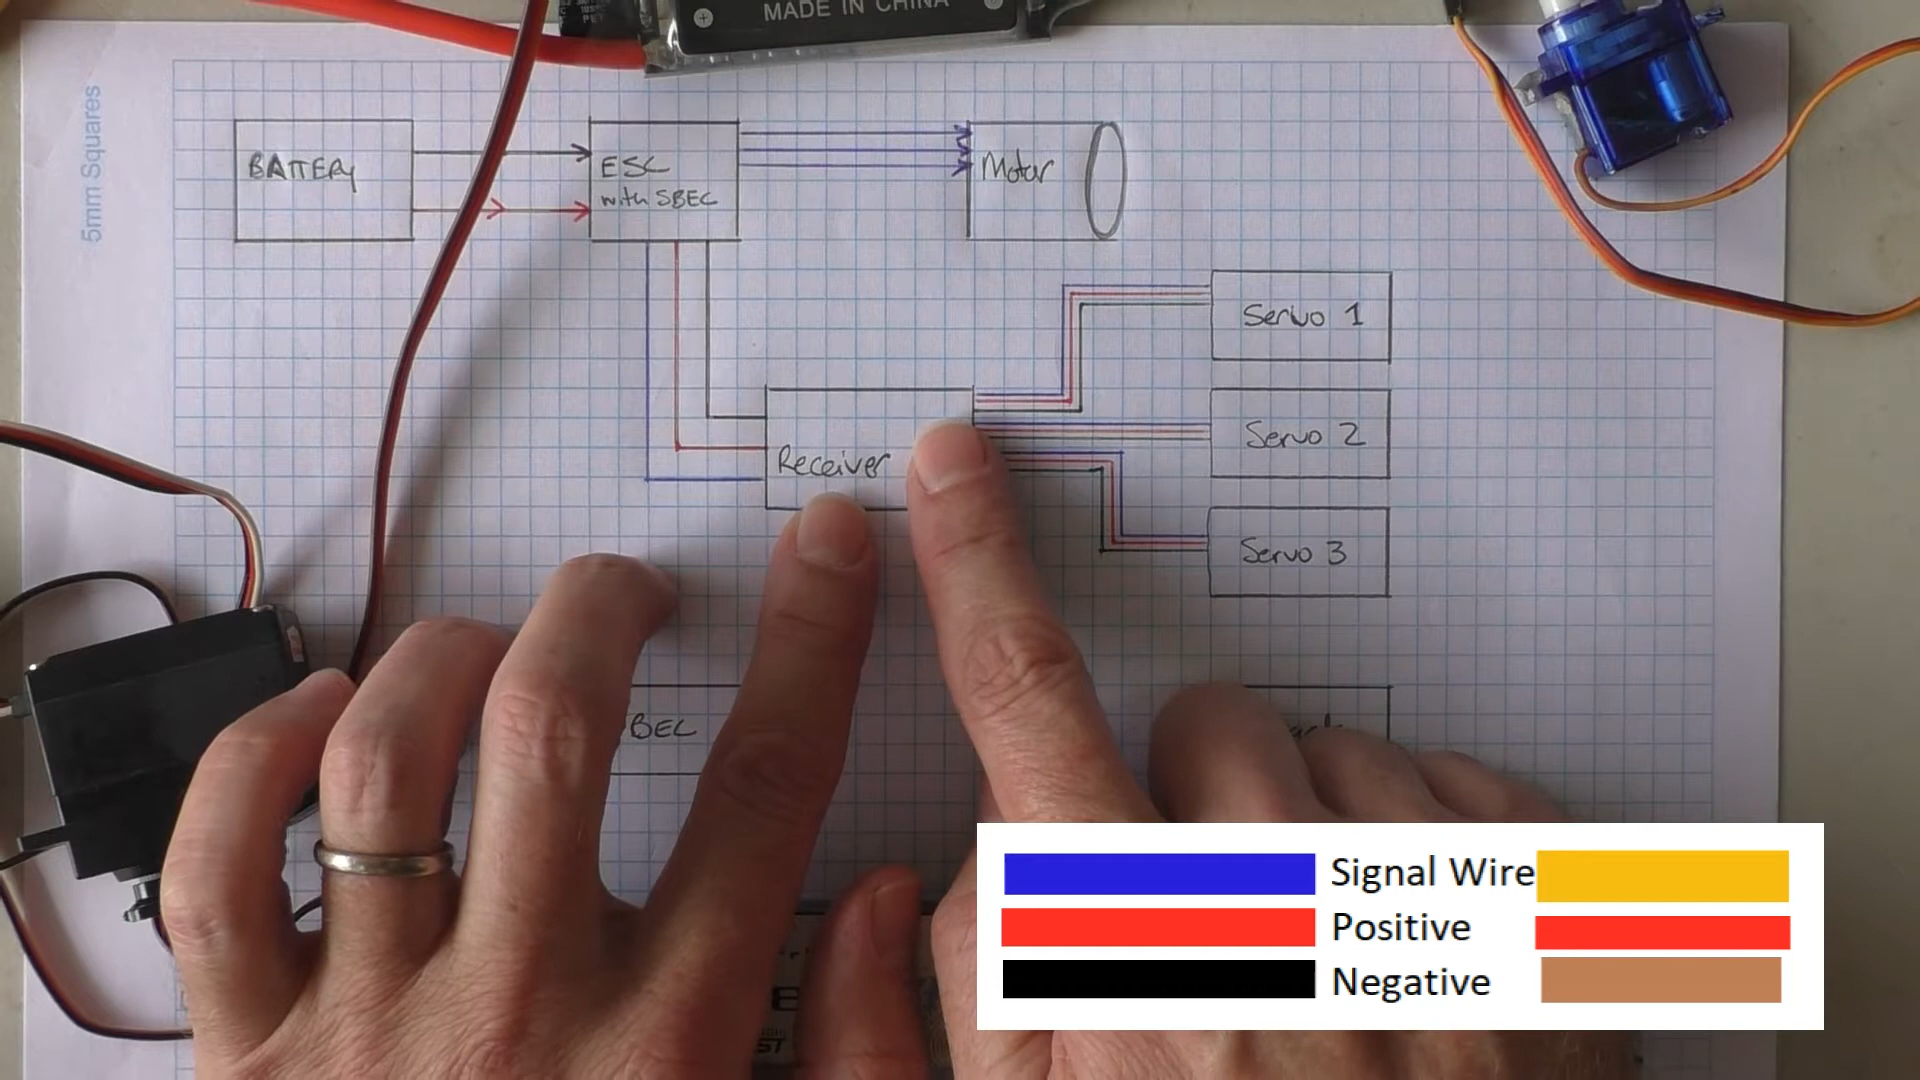 MADE IN CHINA
5mm Squares
BATTERY
ESC
with SBEC
Motor
Servo 1
Servo 2
Receiver
Servo 3
BEC
Signal Wire
Positive
Negative